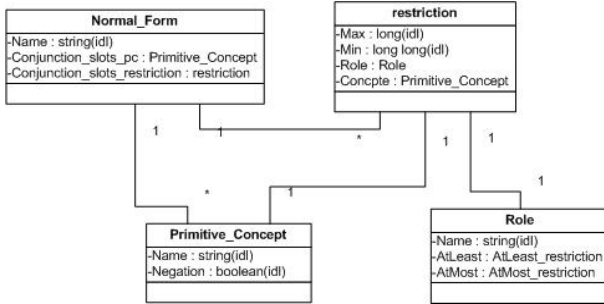 Normal_Form
-Name : string(idl)
-Conjunction_slots_pc : Primitive_Concept
-Conjunction_slots_restriction : restriction
restriction
-Max : long(idl)
-Min : long long(idl)
-Role : Role
-Concpte : Primitive_Concept
1
1
*
1
1
*
1
1
Primitive_Concept
-Name : string(idl)
-Negation : boolean(idl)
Role
-Name : string(idl)
-AtLeast : AtLeast_restriction
-AtMost : AtMost_restriction